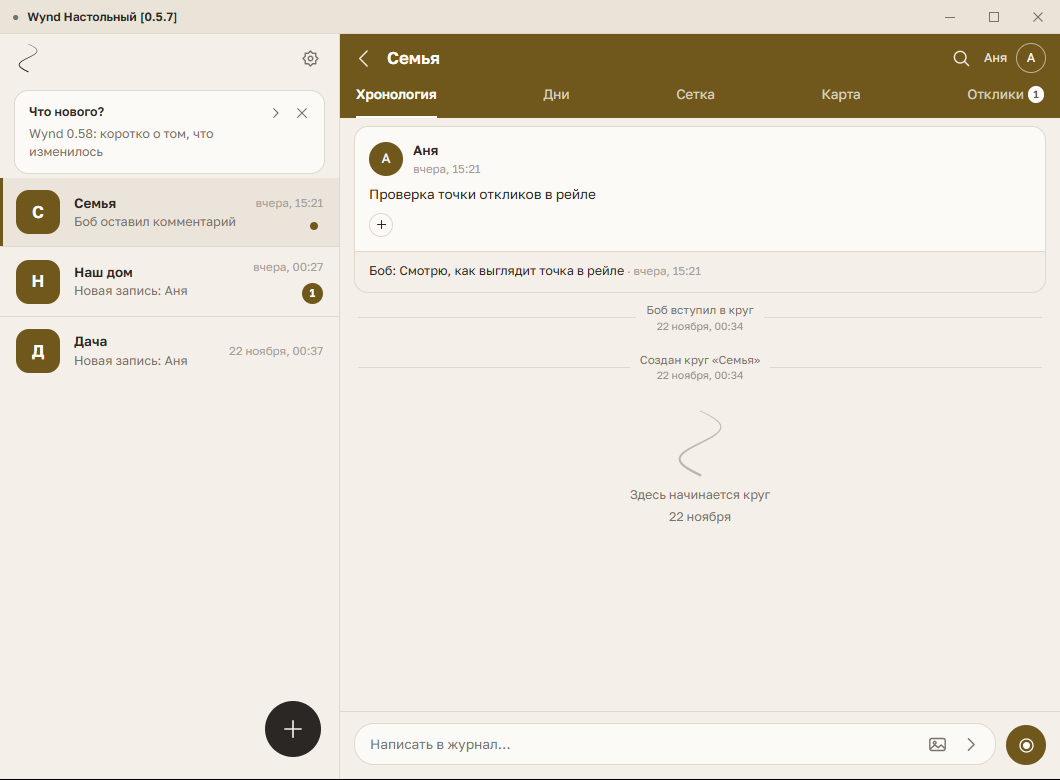 Wynd Настольный [0.5.7]
Что нового?
Wynd 0.58: коротко о том, что
изменилось
С
Семья
вчера, 15:21
Боб оставил комментарий
Н
Наш дом
вчера, 00:27
Новая запись: Аня
1
Д
Дача
22 ноября, 00:37
Новая запись: Аня
Семья
Аня
А
Хронология
Дни
Сетка
Карта
Отклики 1
А
Аня
вчера, 15:21
Проверка точки откликов в рейле
Боб: Смотрю, как выглядит точка в рейле · вчера, 15:21
Боб вступил в круг
22 ноября, 00:34
Создан круг «Семья»
22 ноября, 00:34
Здесь начинается круг
22 ноября
Написать в журнал...